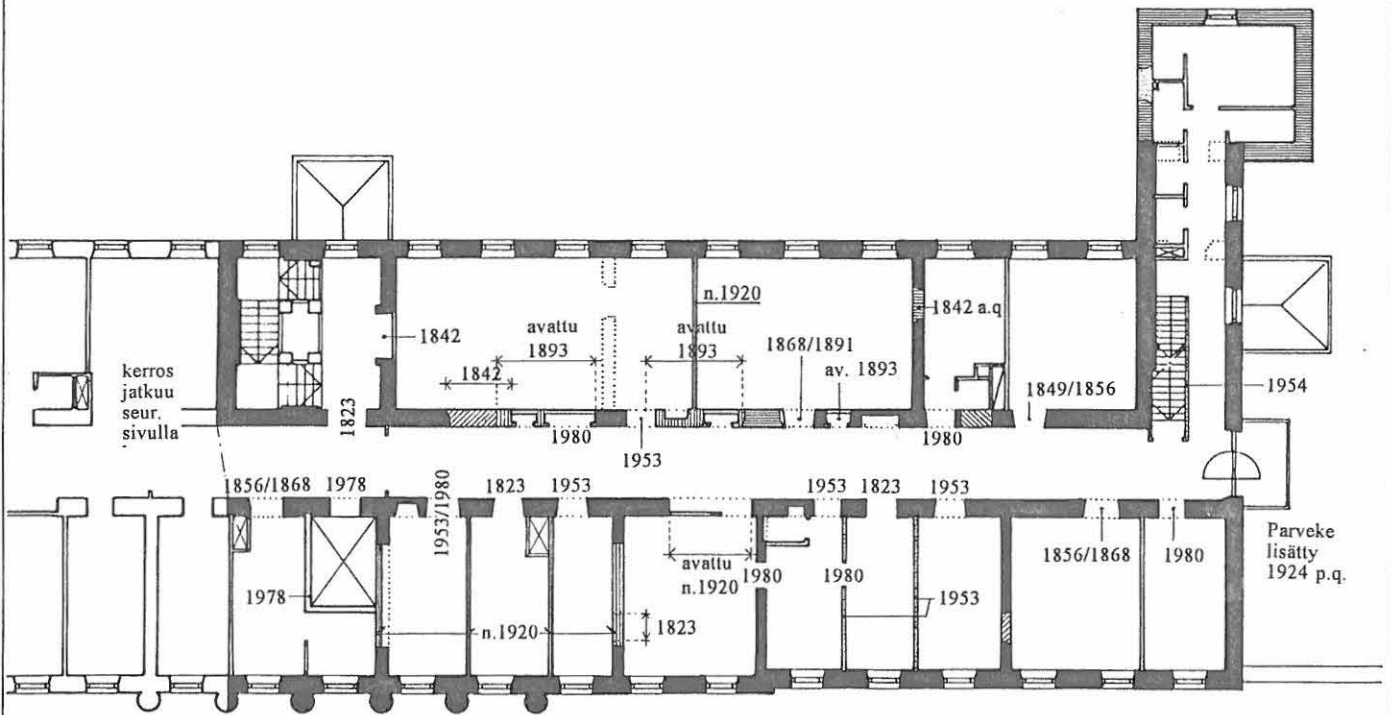 n.1920
1842 a.q
1842
avattu
1893
avattu
1893
1868/1891
av. 1893
1842
kerros
jatkuu
seur.
sivulla
1849/1856
1954
1823
1980
1980
1953
1856/1868
1978
1953/1980
1823
1953
1953
1823
1953
1856/1868
1980
Parveke
lisätty
1924 p.q.
avattu
n.1920
1980
1980
1978
1953
n.1920
1823